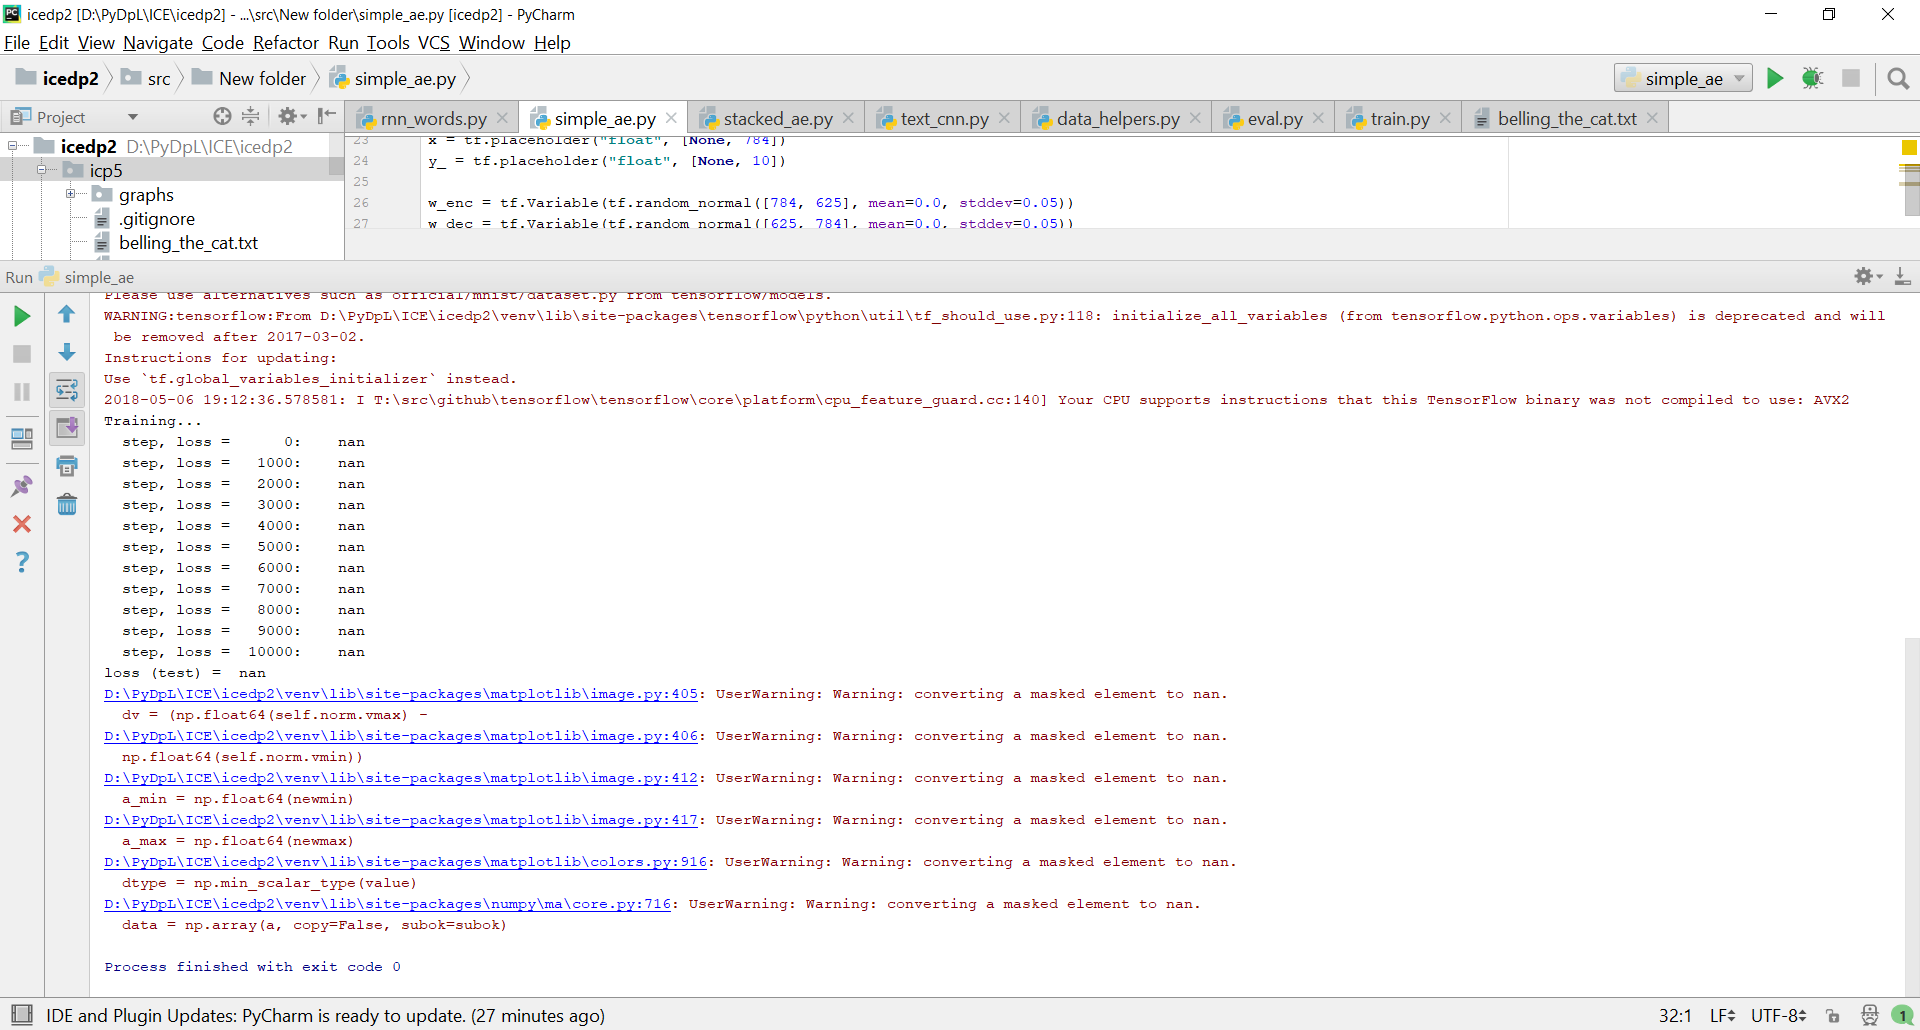 icedp2 [D:\PyDpL\ICE\icedp2] - ...\src\New folder\simple_ae.py [icedp2] - PyCharm
File Edit View Navigate Code Refactor Run Tools VCS Window Help
icedp2 src New folder simple_ae.py simple_ae
Project rnn_words.py simple_ae.py stacked_ae.py text_cnn.py data_helpers.py eval.py train.py belling_the_cat.txt
icedp2 D:\PyDpL\ICE\icedp2
icp5
graphs
.gitignore
belling_the_cat.txt
23 x = tf.placeholder("float", [None, 784])
24 y_ = tf.placeholder("float", [None, 10])
25
26 w_enc = tf.Variable(tf.random_normal([784, 625], mean=0.0, stddev=0.05))
27 w_dec = tf.Variable(tf.random_normal([625, 784], mean=0.0, stddev=0.05))
Run simple_ae
Please use alternatives such as official/mnist/dataset.py from tensorflow/models.
WARNING:tensorflow:From D:\PyDpL\ICE\icedp2\venv\lib\site-packages\tensorflow\python\util\tf_should_use.py:118: initialize_all_variables (from tensorflow.python.ops.variables) is deprecated and will
be removed after 2017-03-02.
Instructions for updating:
Use `tf.global_variables_initializer` instead.
2018-05-06 19:12:36.578581: I T:\src\github\tensorflow\tensorflow\core\platform\cpu_feature_guard.cc:140] Your CPU supports instructions that this TensorFlow binary was not compiled to use: AVX2
Training...
step, loss = 0: nan
step, loss = 1000: nan
step, loss = 2000: nan
step, loss = 3000: nan
step, loss = 4000: nan
step, loss = 5000: nan
step, loss = 6000: nan
step, loss = 7000: nan
step, loss = 8000: nan
step, loss = 9000: nan
step, loss = 10000: nan
loss (test) = nan
D:\PyDpL\ICE\icedp2\venv\lib\site-packages\matplotlib\image.py:405: UserWarning: Warning: converting a masked element to nan.
dv = (np.float64(self.norm.vmax) -
D:\PyDpL\ICE\icedp2\venv\lib\site-packages\matplotlib\image.py:406: UserWarning: Warning: converting a masked element to nan.
np.float64(self.norm.vmin))
D:\PyDpL\ICE\icedp2\venv\lib\site-packages\matplotlib\image.py:412: UserWarning: Warning: converting a masked element to nan.
a_min = np.float64(newmin)
D:\PyDpL\ICE\icedp2\venv\lib\site-packages\matplotlib\image.py:417: UserWarning: Warning: converting a masked element to nan.
a_max = np.float64(newmax)
D:\PyDpL\ICE\icedp2\venv\lib\site-packages\matplotlib\colors.py:916: UserWarning: Warning: converting a masked element to nan.
dtype = np.min_scalar_type(value)
D:\PyDpL\ICE\icedp2\venv\lib\site-packages\numpy\ma\core.py:716: UserWarning: Warning: converting a masked element to nan.
data = np.array(a, copy=False, subok=subok)
Process finished with exit code 0
IDE and Plugin Updates: PyCharm is ready to update. (27 minutes ago) 32:1 LF UTF-8 1